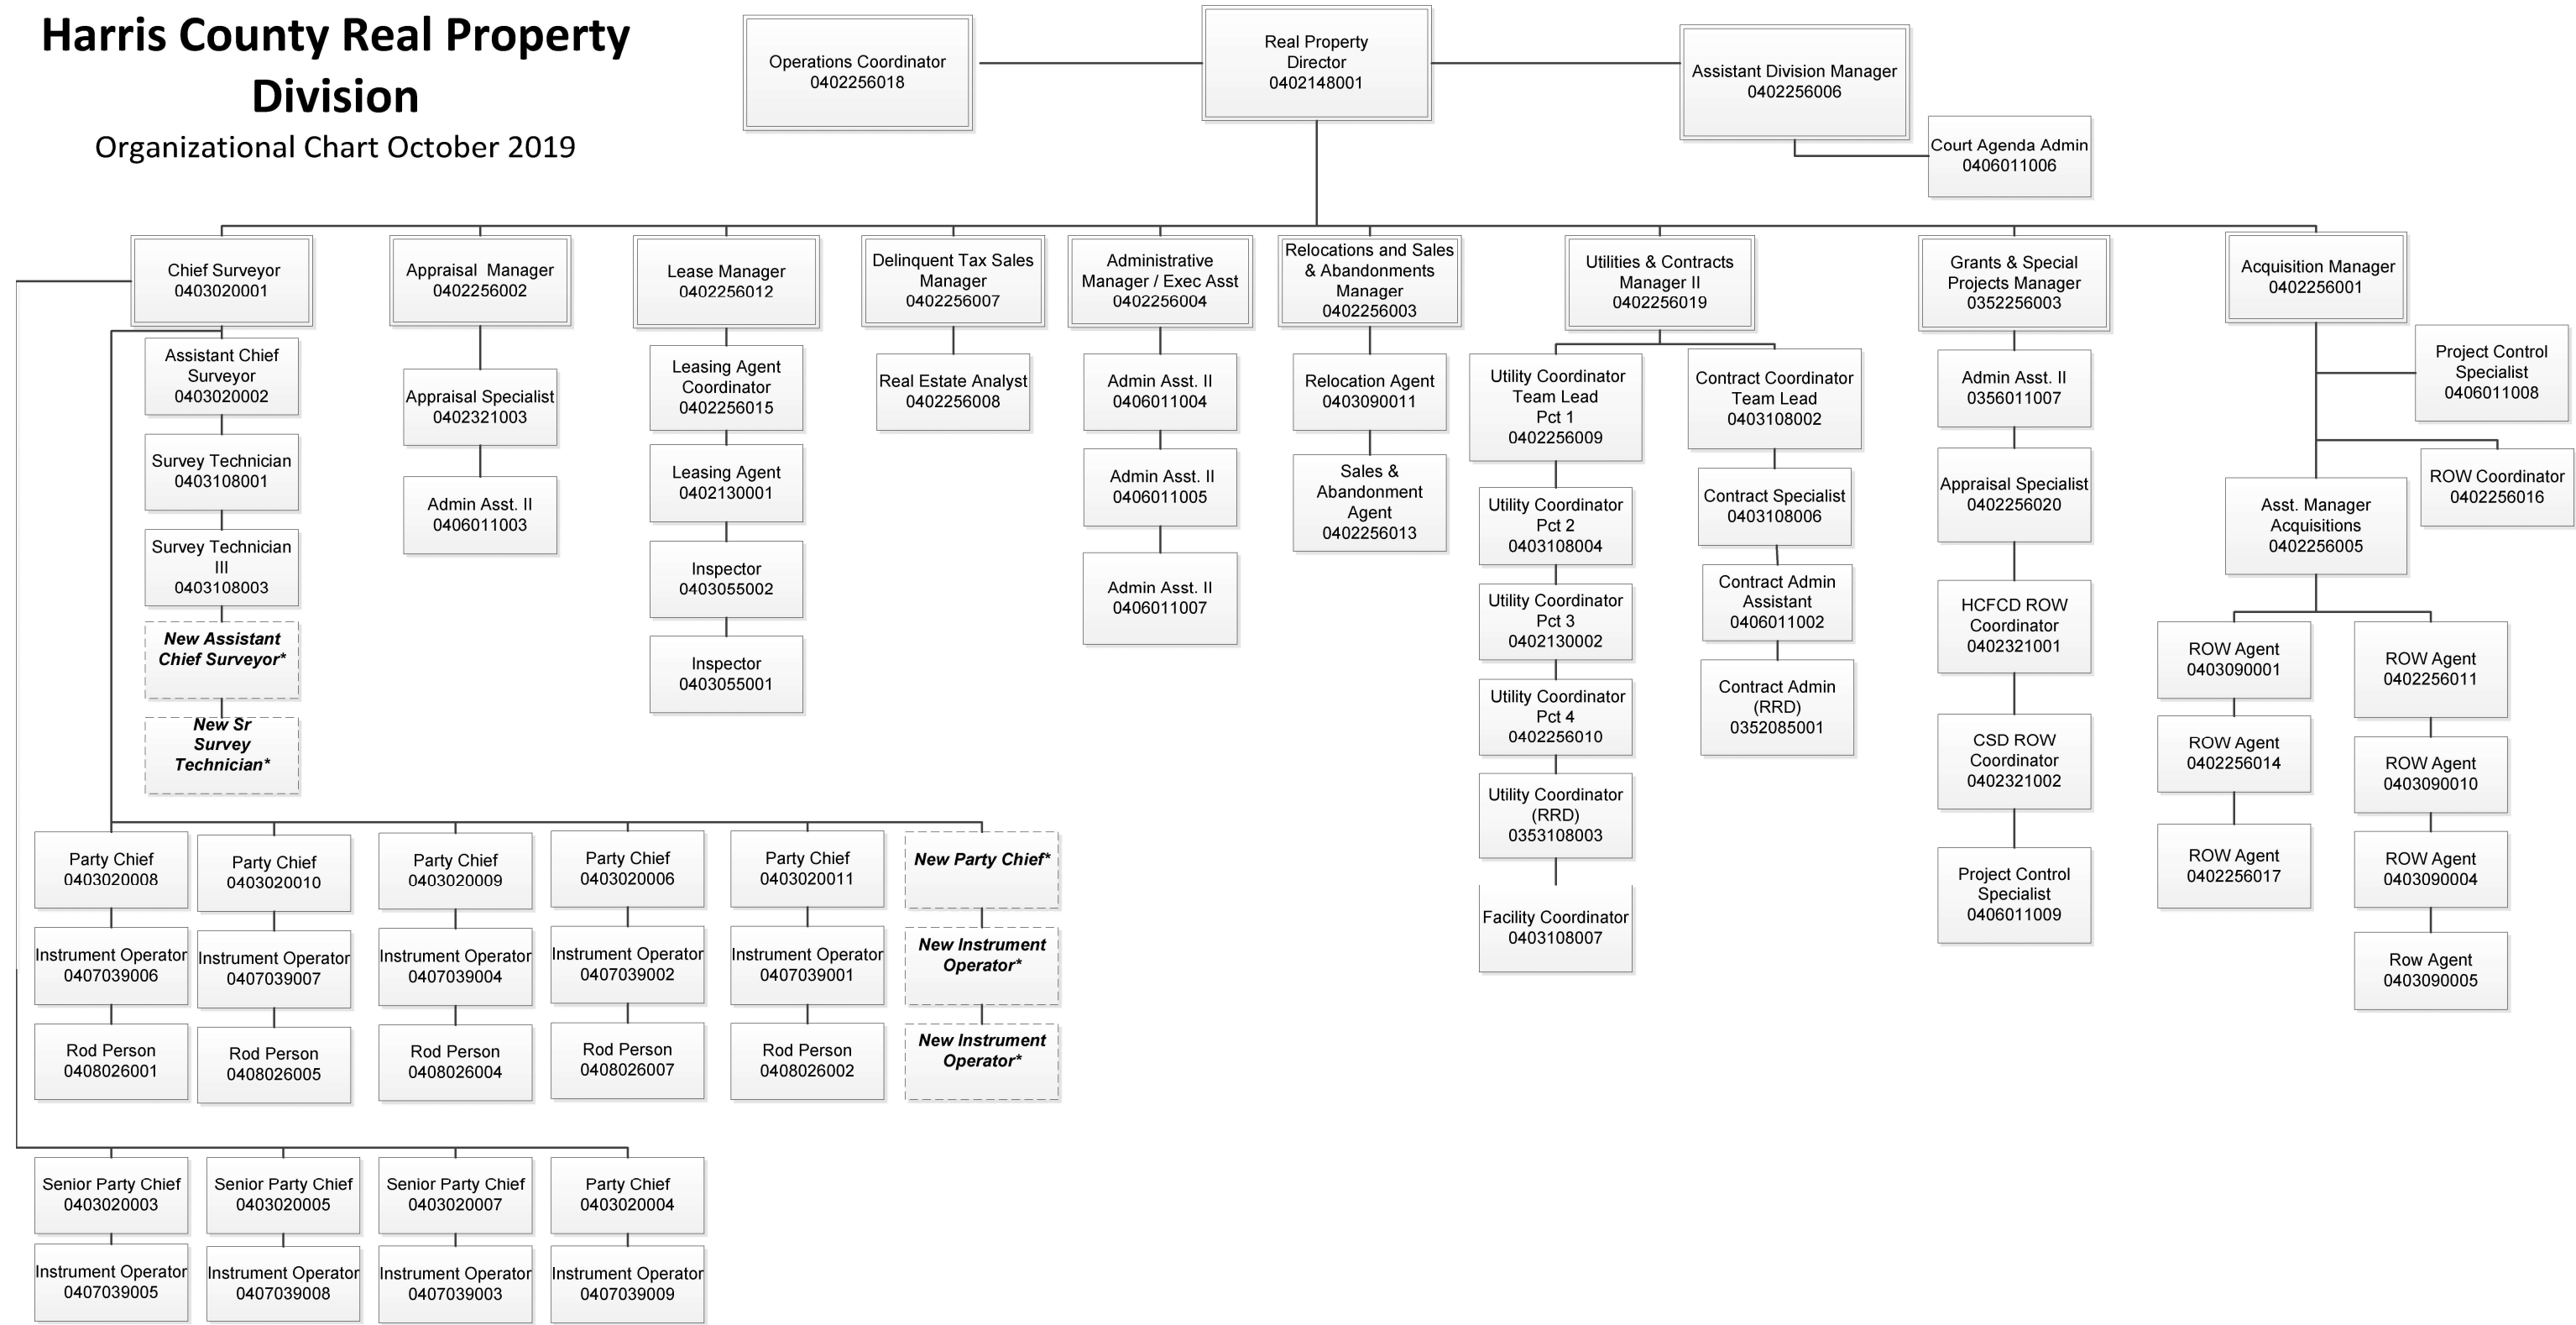 Harris County Real Property
Division
Organizational Chart October 2019
Operations Coordinator
0402256018
Real Property
Director
0402148001
Assistant Division Manager
0402256006
Court Agenda Admin
0406011006
Chief Surveyor
0403020001
Appraisal  Manager
0402256002
Lease Manager
0402256012
Delinquent Tax Sales
Manager
0402256007
Administrative
Manager / Exec Asst
0402256004
Relocations and Sales
& Abandonments
Manager
0402256003
Utilities & Contracts
Manager II
0402256019
Grants & Special
Projects Manager
0352256003
Acquisition Manager
0402256001
Assistant Chief
Surveyor
0403020002
Survey Technician
0403108001
Survey Technician
III
0403108003
New Assistant
Chief Surveyor*
New Sr
Survey
Technician*
Appraisal Specialist
0402321003
Admin Asst. II
0406011003
Leasing Agent
Coordinator
0402256015
Leasing Agent
0402130001
Inspector
0403055002
Inspector
0403055001
Real Estate Analyst
0402256008
Admin Asst. II
0406011004
Admin Asst. II
0406011005
Admin Asst. II
0406011007
Relocation Agent
0403090011
Sales &
Abandonment
Agent
0402256013
Utility Coordinator
Team Lead
Pct 1
0402256009
Utility Coordinator
Pct 2
0403108004
Utility Coordinator
Pct 3
0402130002
Utility Coordinator
Pct 4
0402256010
Utility Coordinator
(RRD)
0353108003
Facility Coordinator
0403108007
Contract Coordinator
Team Lead
0403108002
Contract Specialist
0403108006
Contract Admin
Assistant
0406011002
Contract Admin
(RRD)
0352085001
Admin Asst. II
0356011007
Appraisal Specialist
0402256020
HCFCD ROW
Coordinator
0402321001
CSD ROW
Coordinator
0402321002
Project Control
Specialist
0406011009
Project Control
Specialist
0406011008
ROW Coordinator
0402256016
Asst. Manager
Acquisitions
0402256005
ROW Agent
0403090001
ROW Agent
0402256014
ROW Agent
0402256017
ROW Agent
0402256011
ROW Agent
0403090010
ROW Agent
0403090004
Row Agent
0403090005
Party Chief
0403020008
Party Chief
0403020010
Party Chief
0403020009
Party Chief
0403020006
Party Chief
0403020011
New Party Chief*
Instrument Operator
0407039006
Instrument Operator
0407039007
Instrument Operator
0407039004
Instrument Operator
0407039002
Instrument Operator
0407039001
New Instrument
Operator*
Rod Person
0408026001
Rod Person
0408026005
Rod Person
0408026004
Rod Person
0408026007
Rod Person
0408026002
New Instrument
Operator*
Senior Party Chief
0403020003
Senior Party Chief
0403020005
Senior Party Chief
0403020007
Party Chief
0403020004
Instrument Operator
0407039005
Instrument Operator
0407039008
Instrument Operator
0407039003
Instrument Operator
0407039009